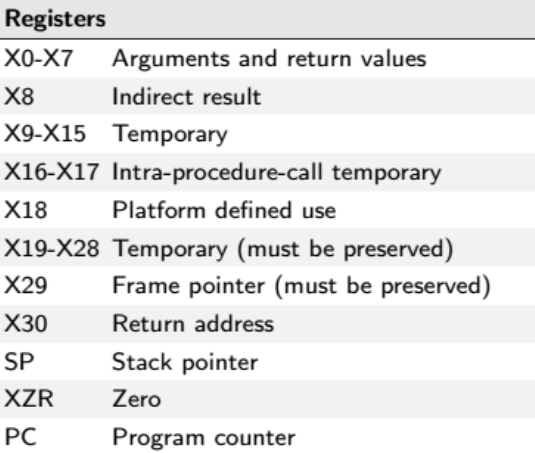 Registers
X0-X7 Arguments and return values
X8 Indirect result
X9-X15 Temporary
X16-X17 Intra-procedure-call temporary
X18 Platform defined use
X19-X28 Temporary (must be preserved)
X29 Frame pointer (must be preserved)
X30 Return address
SP Stack pointer
XZR Zero
PC Program counter